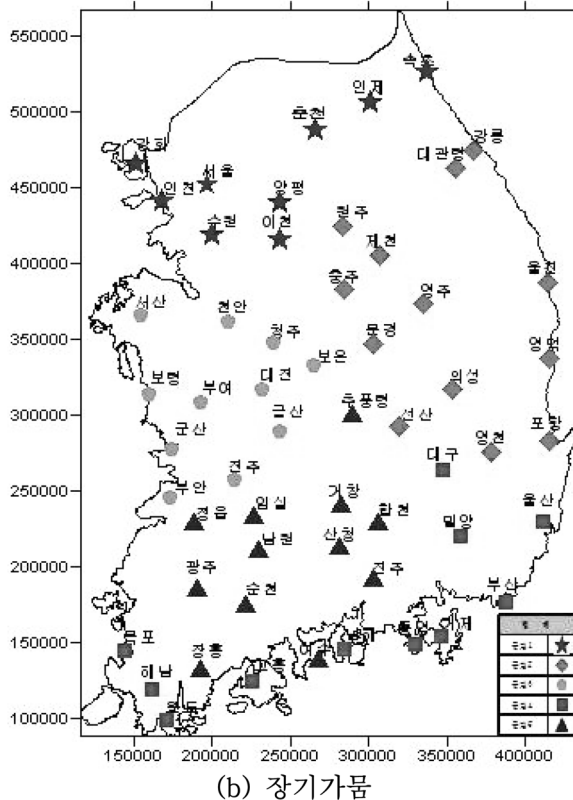 550000
속초
인제
500000
춘천
강릉
대관령
강화
서울
450000
인천
양평
원주
수원
이천
제천
400000
충주
울진
영주
서산
천안
350000
청주
문경
보은
영덕
보령
대전
의성
부여
추풍령
300000
군산
금산
선산
포항
대구
영천
전주
250000
부안
거창
정읍
임실
합천
울산
밀양
남원
산청
200000
광주
순천
진주
부산
150000
목포
장흥
해남
100000
150000
200000
250000
300000
350000
400000
(b) 장기가뭄